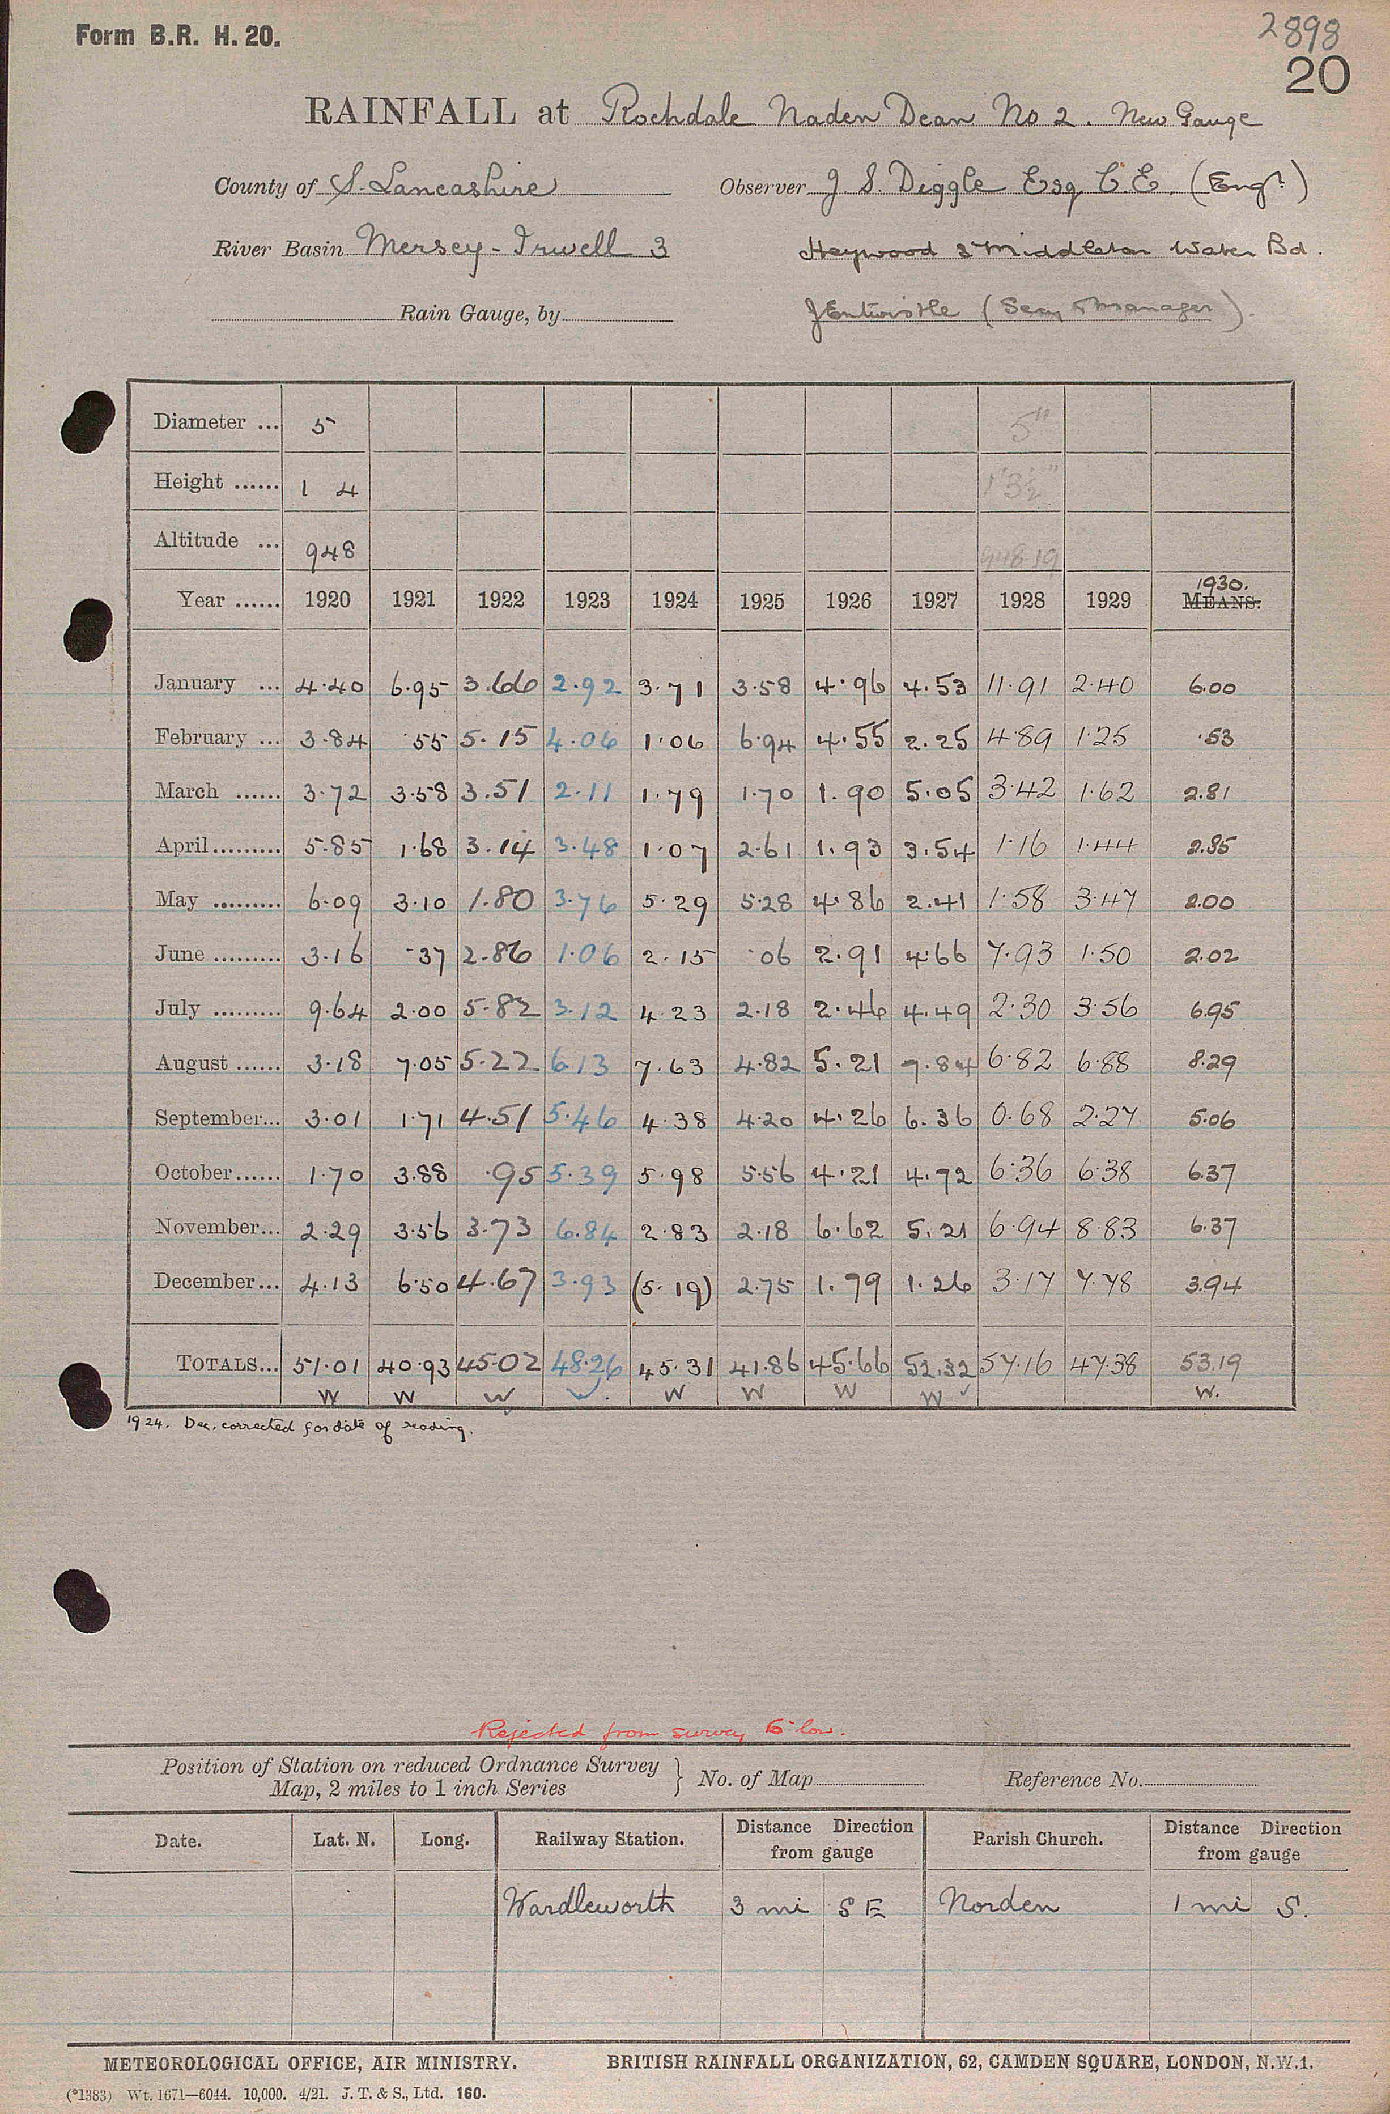 Form B.R. H. 20.
2898
20
RAINFALL at Rochdale Naden Dean No 2. New Gauge
County of S. Lancashire Observer J S. Diggle Esq C.E. (Engr.)
River Basin Mersey - Irwell 3 Heywood & Middleton Water Bd.
Rain Gauge, by JEntwistle (Secy & Manager).
Diameter ... 5 5"
Height ...... 1 4 1'3½"
Altitude ... 948 948.19
1930.
Year ...... 1920 1921 1922 1923 1924 1925 1926 1927 1928 1929 MEANS.
January ... 4.40 6.95 3.66 2.92 3.71 3.58 4.96 4.53 11.91 2.40 6.00
February ... 3.84 .55 5.15 4.06 1.06 6.94 4.55 2.25 4.89 1.25 .53
March ...... 3.72 3.58 3.51 2.11 1.79 1.70 1.90 5.05 3.42 1.62 2.81
April......... 5.85 1.68 3.14 3.48 1.07 2.61 1.93 3.54 1.16 1.44 2.85
May ......... 6.09 3.10 1.80 3.76 5.29 5.28 4.86 2.41 1.58 3.47 2.00
June ......... 3.16 .37 2.86 1.06 2.15 .06 2.91 4.66 7.93 1.50 2.02
July ......... 9.64 2.00 5.82 3.12 4.23 2.18 2.46 4.49 2.30 3.56 6.95
August ...... 3.18 7.05 5.22 6.13 7.63 4.82 5.21 7.84 6.82 6.88 8.29
September... 3.01 1.71 4.51 5.46 4.38 4.20 4.26 6.36 0.68 2.27 5.06
October...... 1.70 3.88 .95 5.39 5.98 5.56 4.21 4.72 6.36 6.38 6.37
November... 2.29 3.56 3.73 6.84 2.83 2.18 6.62 5.21 6.94 8.83 6.37
December... 4.13 6.50 4.67 3.93 (5.19) 2.75 1.79 1.26 3.17 7.78 3.94
TOTALS... 51.01 40.93 45.02 48.26 45.31 41.86 45.66 52.32 57.16 47.38 53.19
W W W W W W W W W.
1924. Dec. corrected for date of reading.
Rejected from survey 6 low.
Position of Station on reduced Ordnance Survey
Map, 2 miles to 1 inch Series } No. of Map Reference No.
Date. Lat. N. Long. Railway Station. Distance Direction from gauge Parish Church. Distance Direction from gauge
Wardleworth 3 mi SE Norden 1 mi S.
METEOROLOGICAL OFFICE, AIR MINISTRY. BRITISH RAINFALL ORGANIZATION, 62, CAMDEN SQUARE, LONDON, N.W.1.
(*1383) Wt. 1671—6044. 10,000. 4/21. J. T. & S., Ltd. 160.